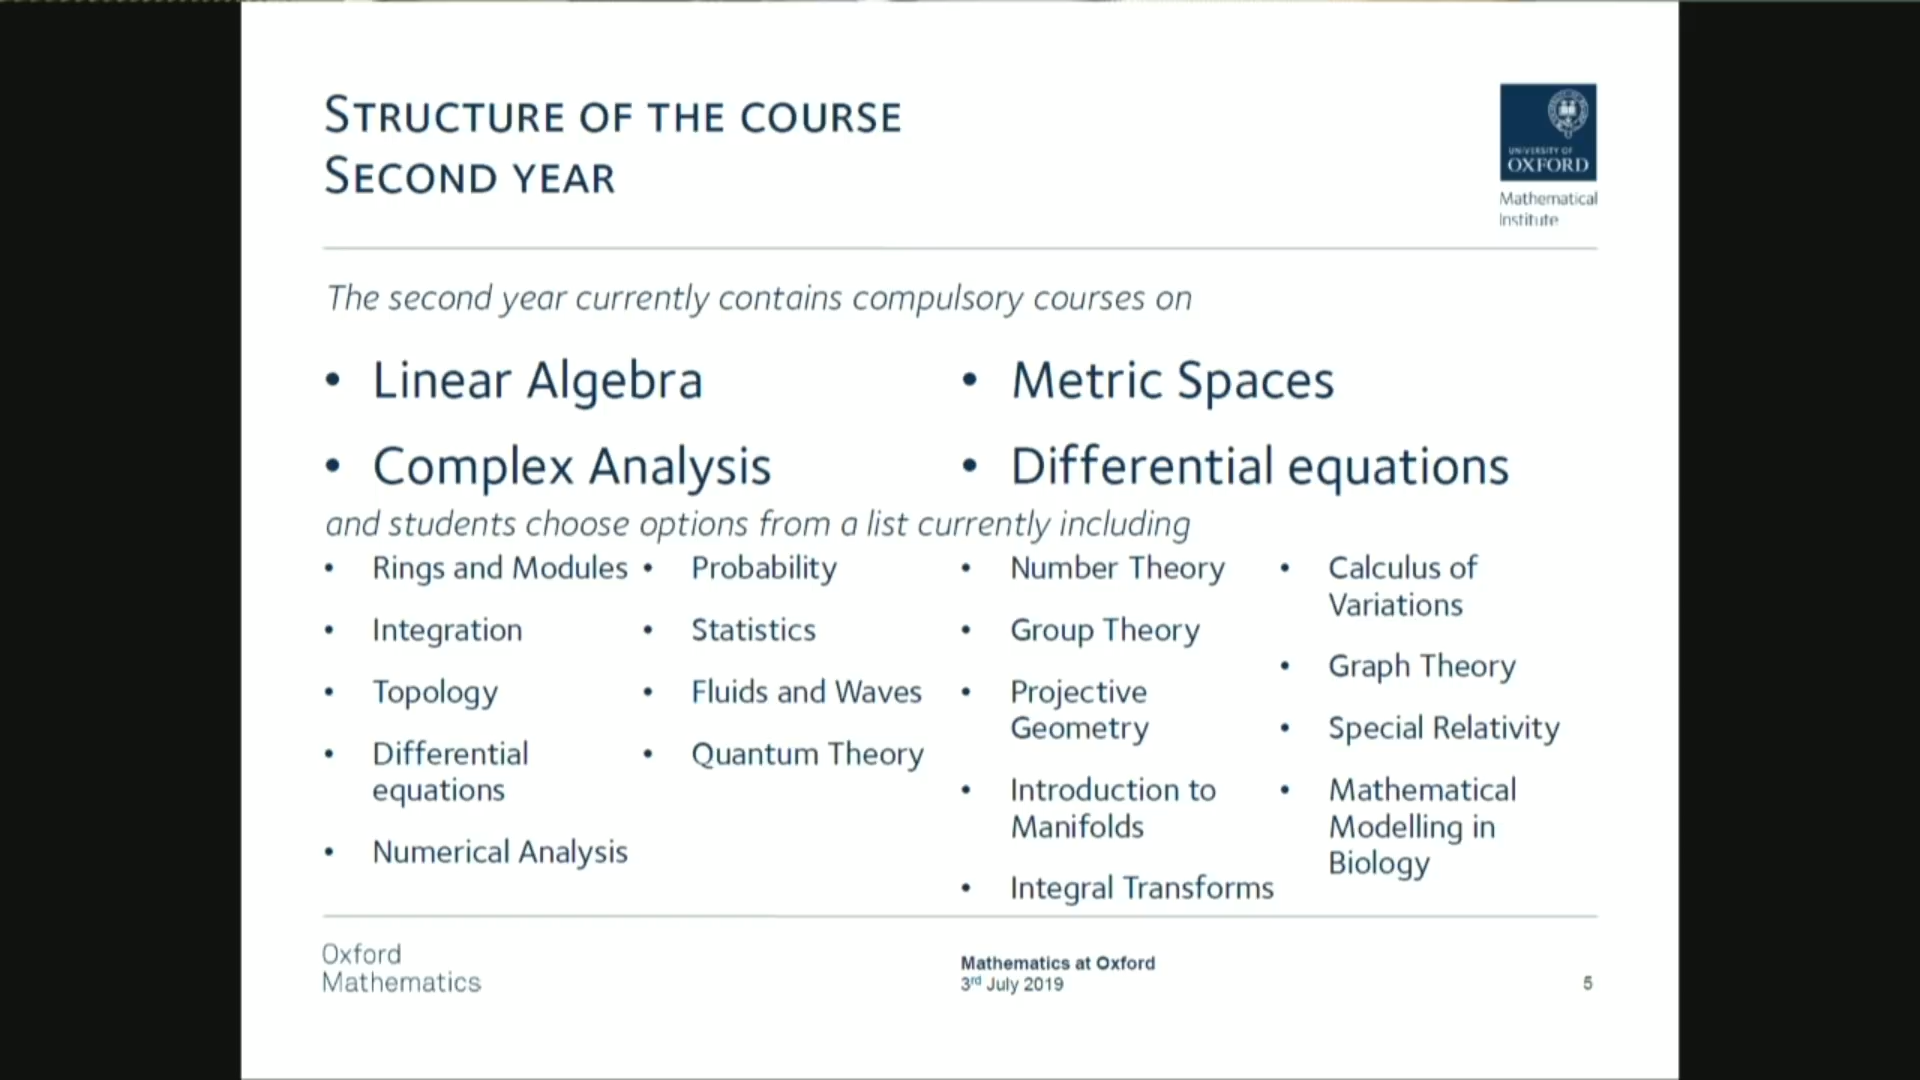 STRUCTURE OF THE COURSE
SECOND YEAR
UNIVERSITY OF
OXFORD
Mathematical
Institute
The second year currently contains compulsory courses on
• Linear Algebra
• Complex Analysis
• Metric Spaces
• Differential equations
and students choose options from a list currently including
• Rings and Modules
• Integration
• Topology
• Differential
equations
• Numerical Analysis
• Probability
• Statistics
• Fluids and Waves
• Quantum Theory
• Number Theory
• Group Theory
• Projective
Geometry
• Introduction to
Manifolds
• Integral Transforms
• Calculus of
Variations
• Graph Theory
• Special Relativity
• Mathematical
Modelling in
Biology
Oxford
Mathematics
Mathematics at Oxford
3rd July 2019
5